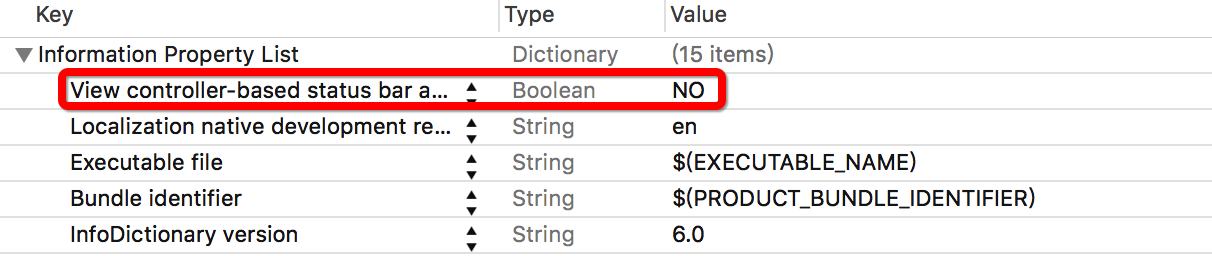 Key Type Value
Information Property List Dictionary (15 items)
View controller-based status bar a... Boolean NO
Localization native development re... String en
Executable file String $(EXECUTABLE_NAME)
Bundle identifier String $(PRODUCT_BUNDLE_IDENTIFIER)
InfoDictionary version String 6.0